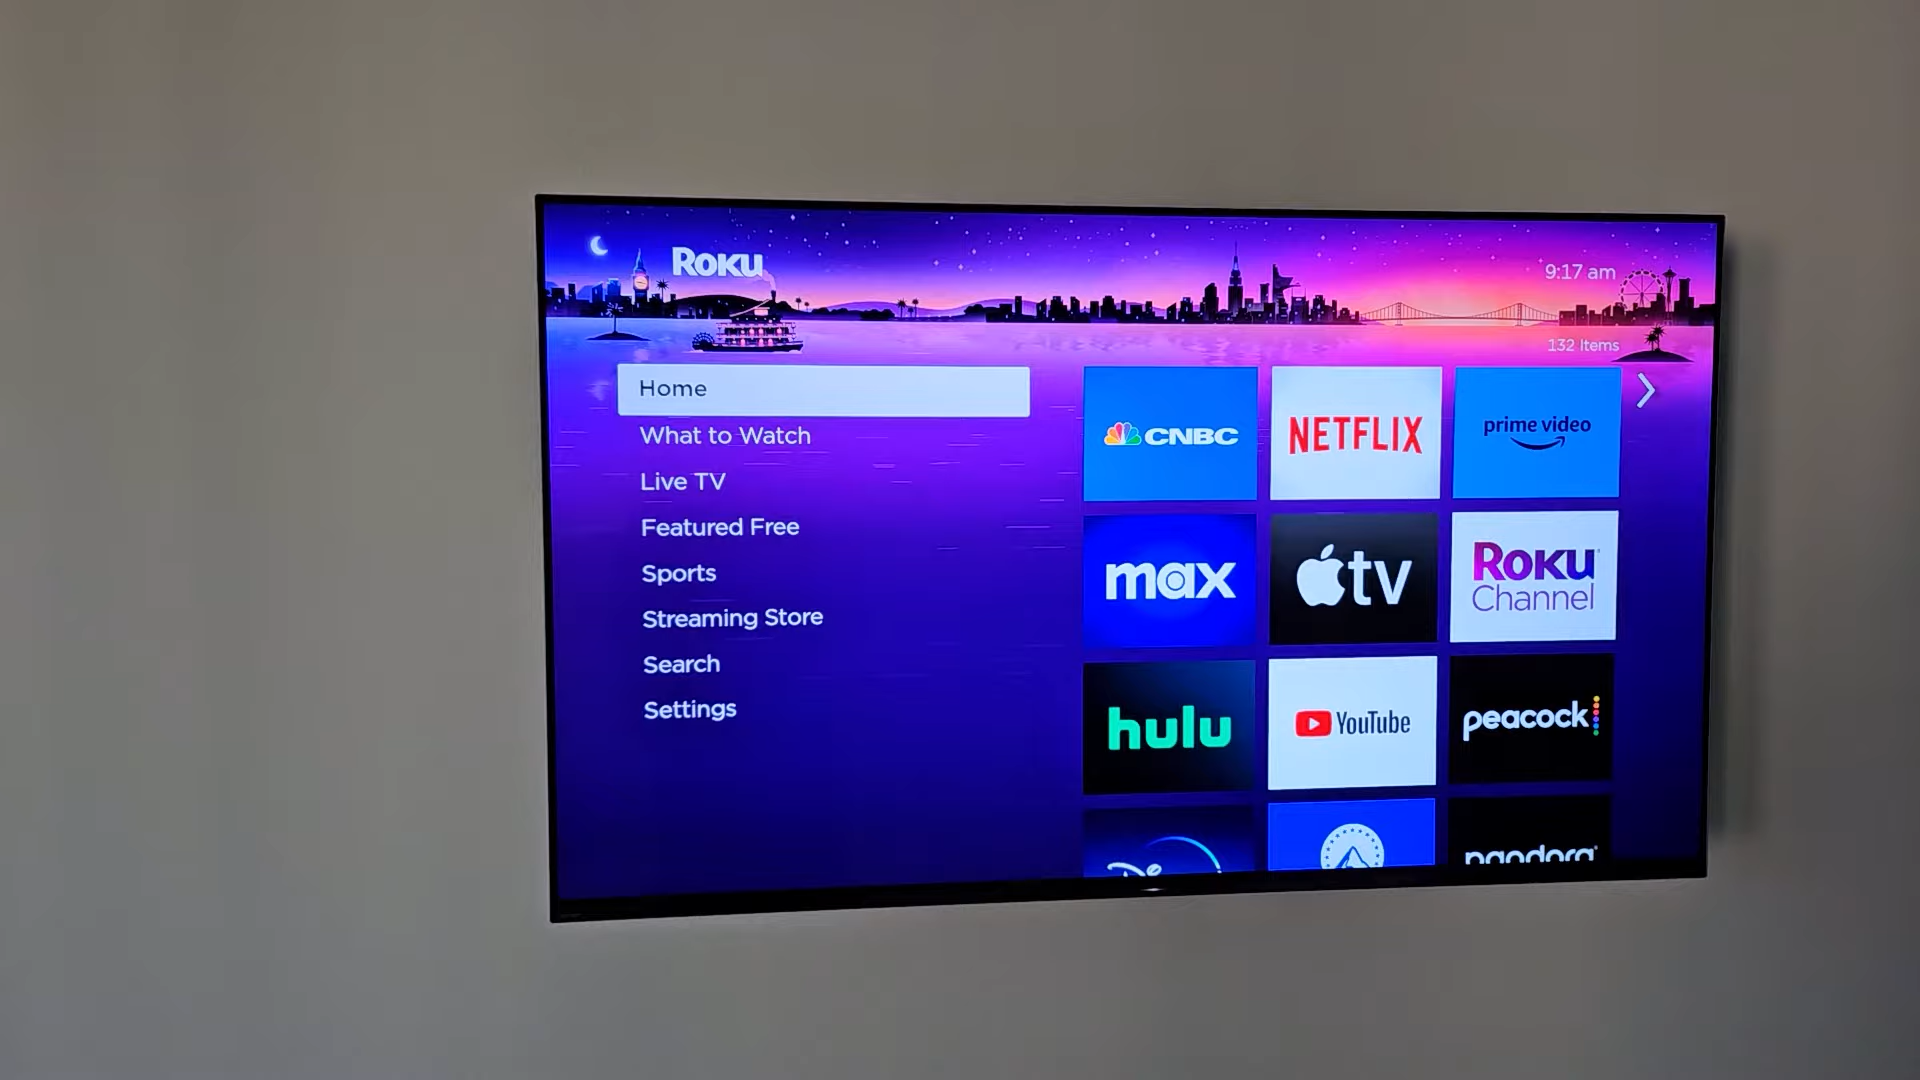 Roku
9:17 am
132 Items
Home
What to Watch
Live TV
Featured Free
Sports
Streaming Store
Search
Settings
CNBC
NETFLIX
prime video
max
tv
Roku
Channel
hulu
YouTube
peacock
pandora